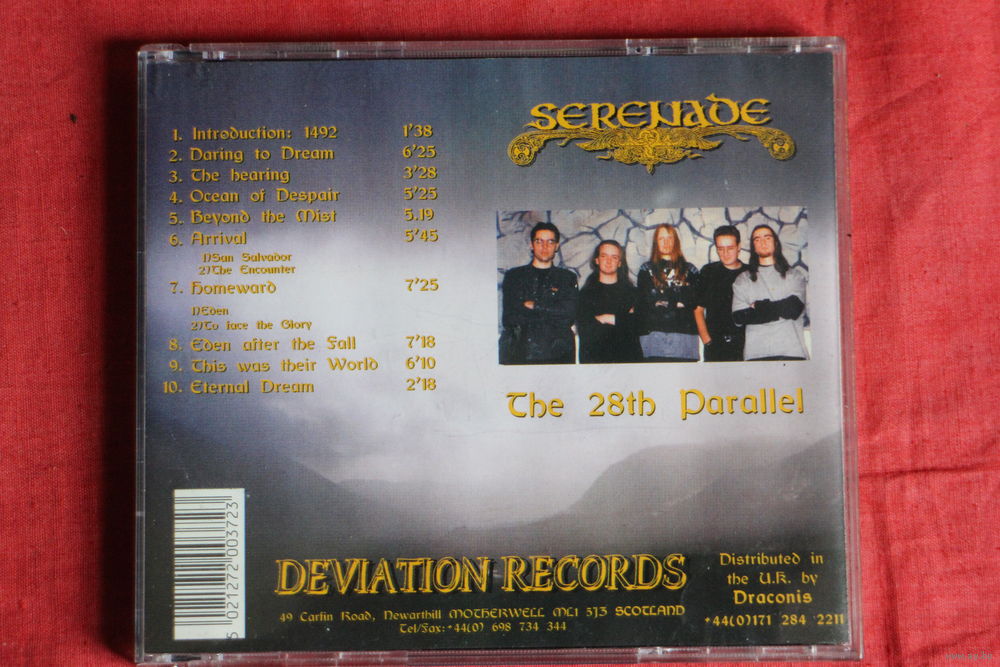 SERENADE
1. Introduction: 1492 1'38
2. Daring to Dream 6'25
3. The hearing 3'28
4. Ocean of Despair 5'25
5. Beyond the Mist 5.19
6. Arrival 5'45
1)San Salvador
2)The Encounter
7. Homeward 7'25
1)Eden
2)To face the Glory
8. Eden after the Fall 7'18
9. This was their World 6'10
10. Eternal Dream 2'18
The 28th Parallel
5 021272 003723
DEVIATION RECORDS
49 Carfin Road, Newarthill MOTHERWELL ML1 5JS SCOTLAND
Tel/Fax:+44(0) 698 734 344
Distributed in
the U.K. by
Draconis
+44(0)171 284 2211